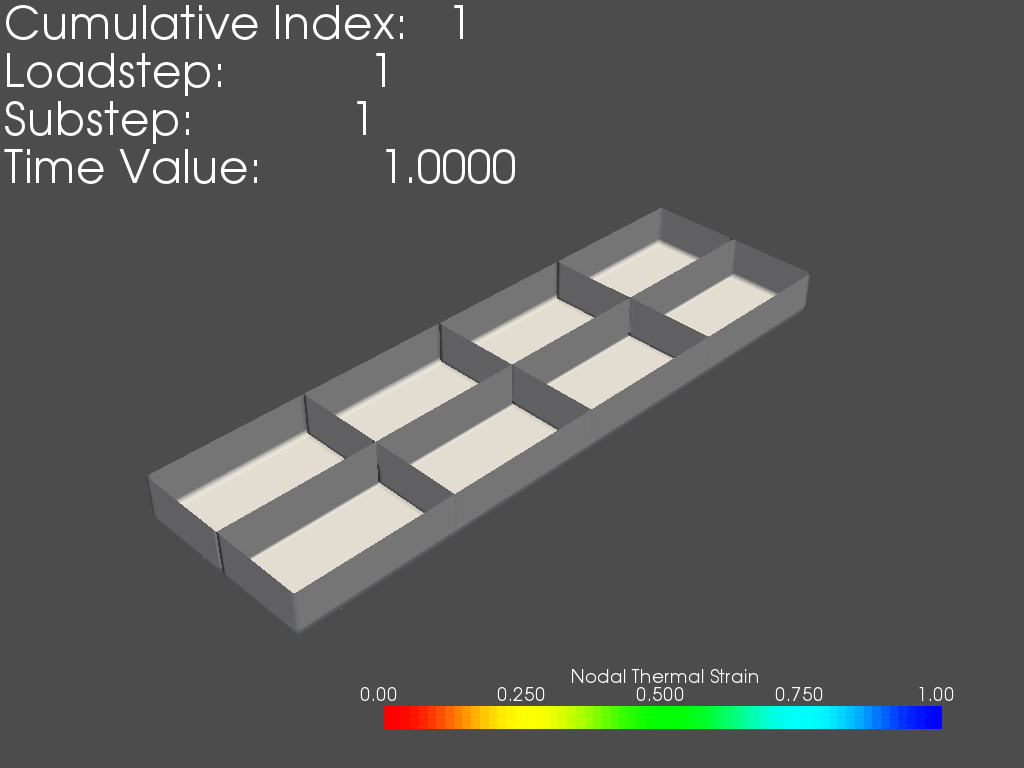 Cumulative Index: 1
Loadstep: 1
Substep: 1
Time Value: 1.0000
Nodal Thermal Strain
0.00 0.250 0.500 0.750 1.00